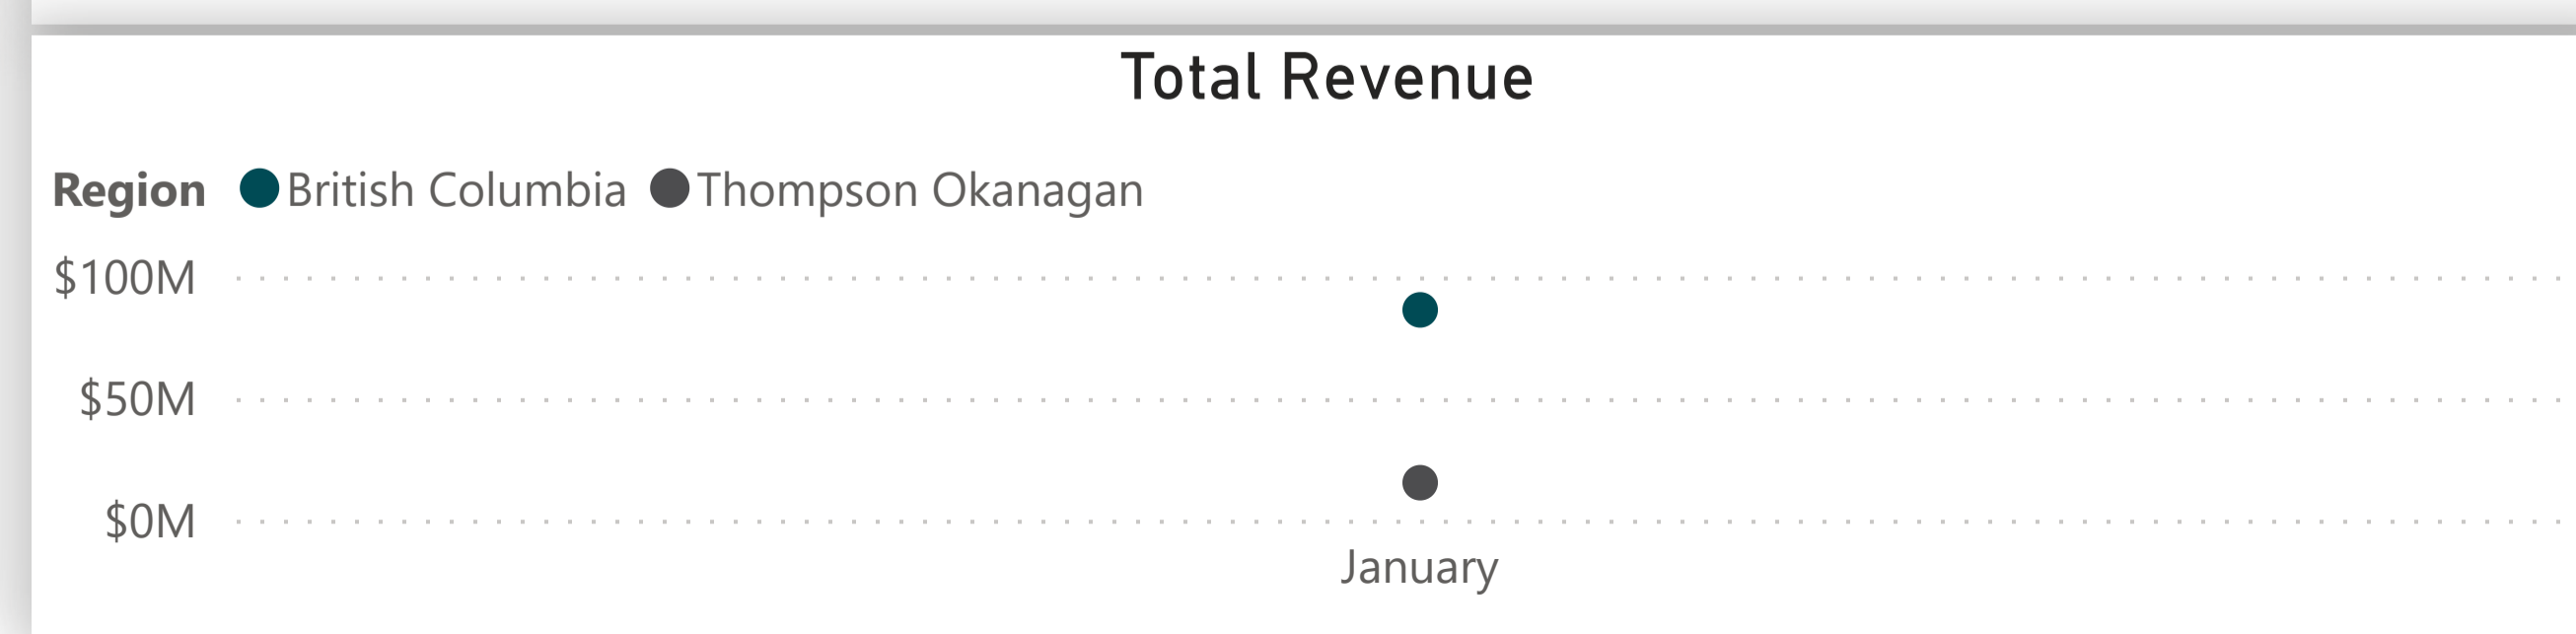 Total Revenue
Region British Columbia Thompson Okanagan
$100M
$50M
$0M
January